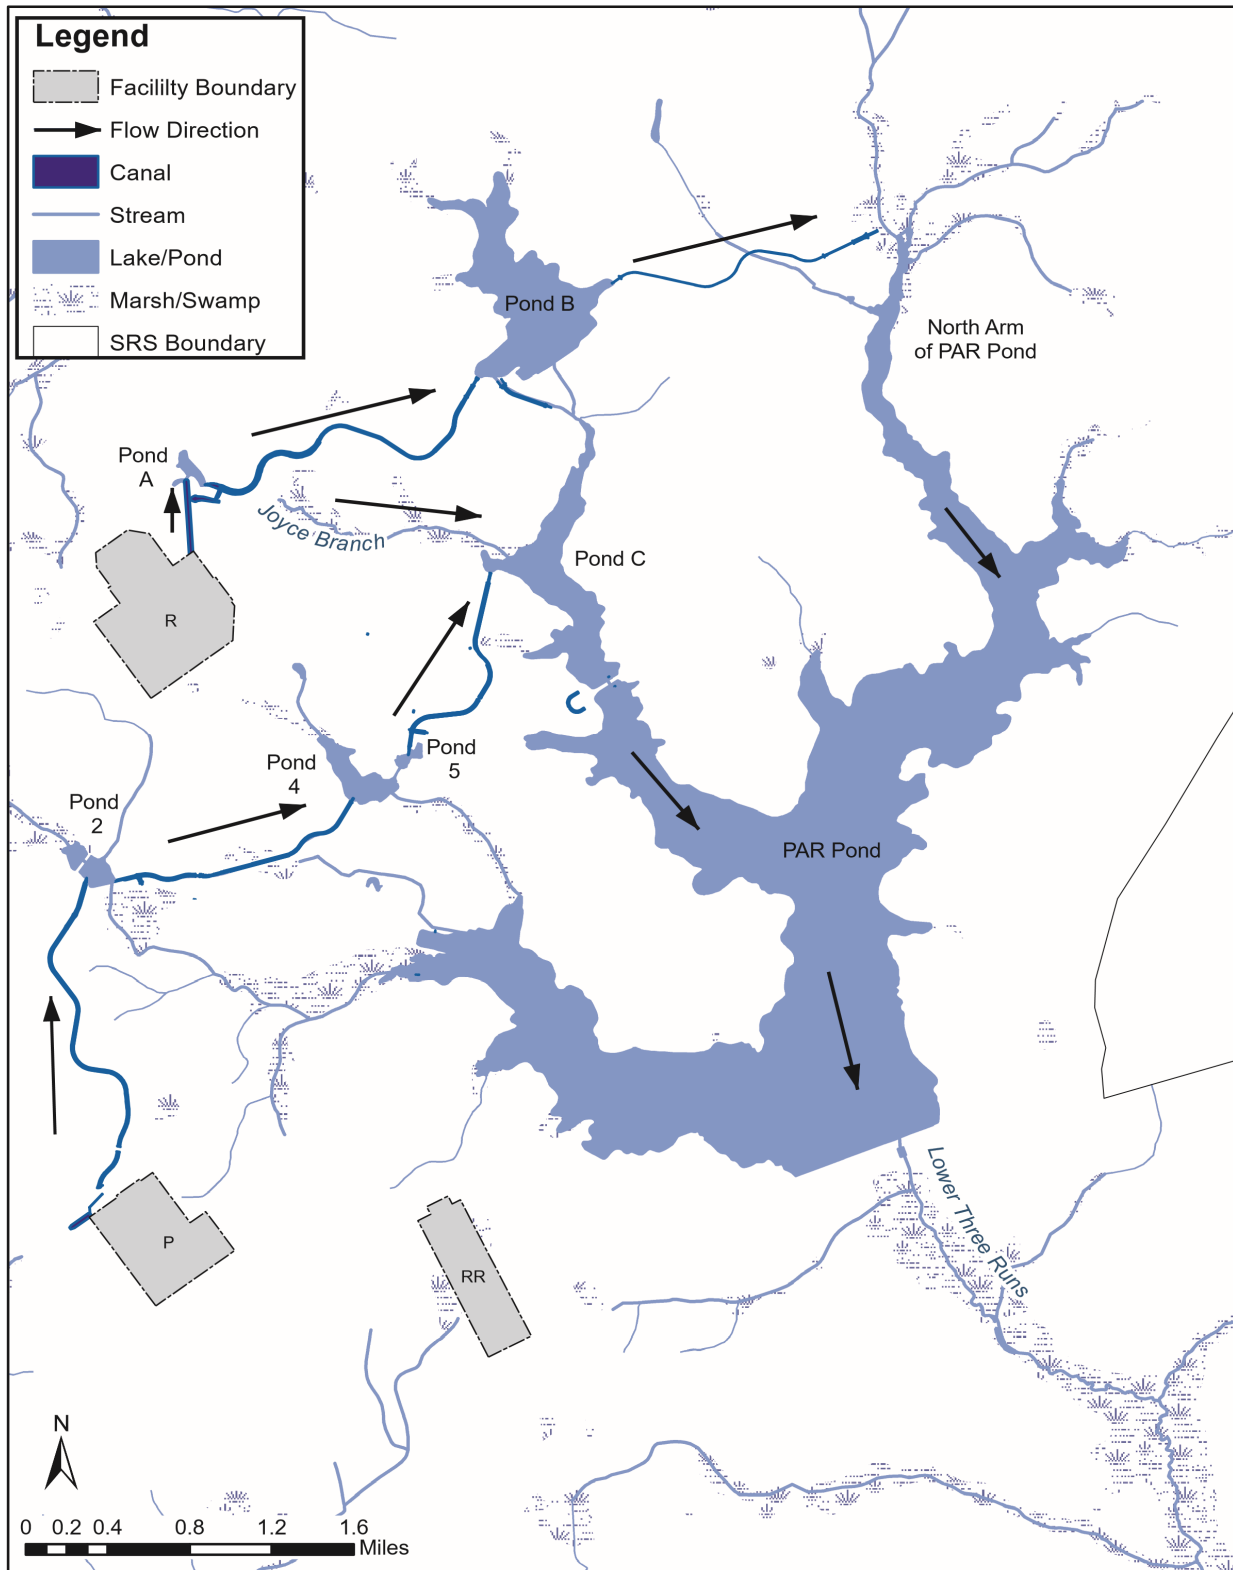 Legend
Facililty Boundary
Flow Direction
Canal
Stream
Lake/Pond
Marsh/Swamp
SRS Boundary
Pond B
North Arm
of PAR Pond
Pond
A
Joyce Branch
Pond C
R
Pond
4
Pond
5
Pond
2
PAR Pond
Lower Three Runs
P
RR
N
0 0.2 0.4 0.8 1.2 1.6
Miles